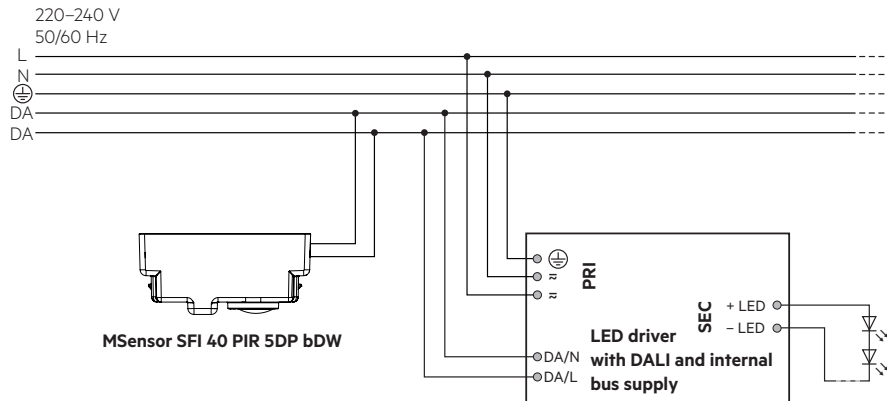 220–240 V
50/60 Hz
L
N
DA
DA
PRI
SEC
+ LED
– LED
MSensor SFI 40 PIR 5DP bDW
LED driver
with DALI and internal
bus supply
DA/N
DA/L